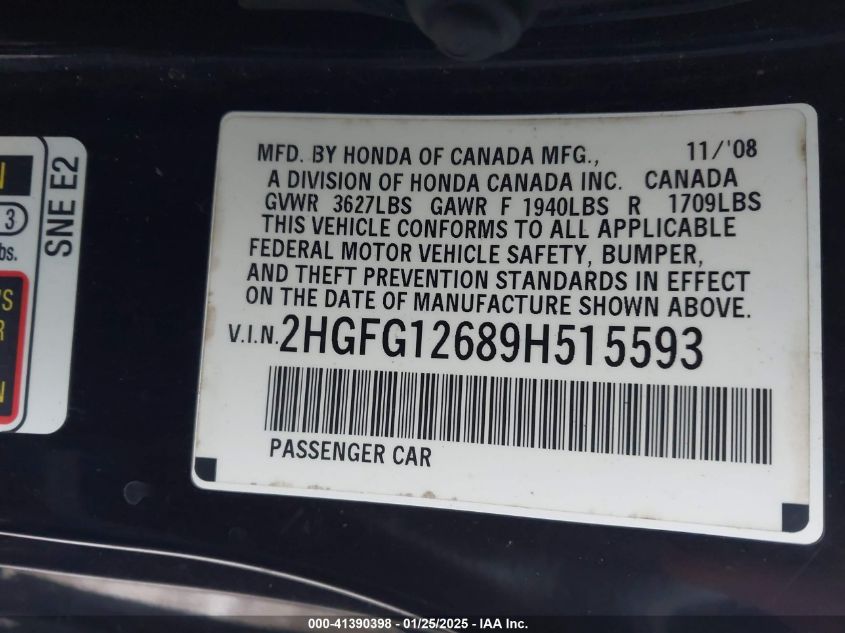 MFD. BY HONDA OF CANADA MFG., 11/'08
A DIVISION OF HONDA CANADA INC. CANADA
GVWR 3627LBS GAWR F 1940LBS R 1709LBS
THIS VEHICLE CONFORMS TO ALL APPLICABLE
FEDERAL MOTOR VEHICLE SAFETY, BUMPER,
AND THEFT PREVENTION STANDARDS IN EFFECT
ON THE DATE OF MANUFACTURE SHOWN ABOVE.
V.I.N. 2HGFG12689H515593
PASSENGER CAR
SNE E2
3
bs.
'S
R
N
000-41390398 - 01/25/2025 - IAA Inc.